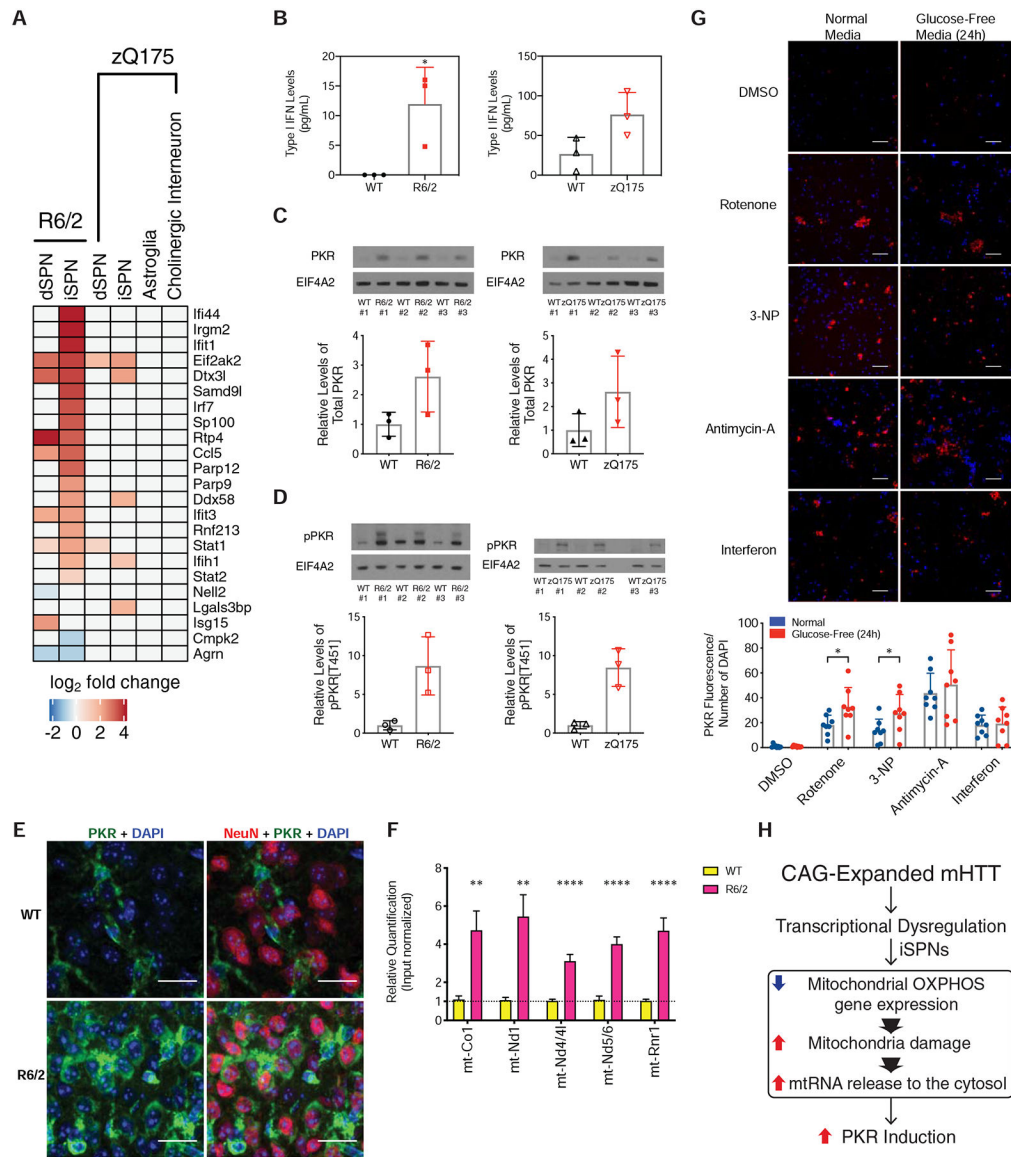 A
zQ175
R6/2
dSPN
iSPN
dSPN
iSPN
Astroglia
Cholinergic Interneuron
Ifi44
Irgm2
Ifit1
Eif2ak2
Dtx3l
Samd9l
Irf7
Sp100
Rtp4
Ccl5
Parp12
Parp9
Ddx58
Ifit3
Rnf213
Stat1
Ifih1
Stat2
Nell2
Lgals3bp
Isg15
Cmpk2
Agrn
log2 fold change
-2 0 2 4
B
Type I IFN Levels
(pg/mL)
20
15
10
5
0
*
WT R6/2
Type I IFN Levels
(pg/mL)
150
100
50
0
WT zQ175
C
PKR
EIF4A2
WT R6/2 WT R6/2 WT R6/2
#1 #1 #2 #2 #3 #3
PKR
EIF4A2
WT zQ175 WT zQ175 WT zQ175
#1 #1 #2 #2 #3 #3
Relative Levels of
Total PKR
5
4
3
2
1
0
WT R6/2
Relative Levels of
Total PKR
5
4
3
2
1
0
WT zQ175
D
pPKR
EIF4A2
WT R6/2 WT R6/2 WT R6/2
#1 #1 #2 #2 #3 #3
pPKR
EIF4A2
WT zQ175 WT zQ175 WT zQ175
#1 #1 #2 #2 #3 #3
Relative Levels of
pPKR[T451]
15
10
5
0
WT R6/2
Relative Levels of
pPKR[T451]
15
10
5
0
WT zQ175
E
PKR + DAPI
NeuN + PKR + DAPI
WT
R6/2
F
WT
R6/2
Relative Quantification
(Input normalized)
8
6
4
2
1
0
** ** **** **** ****
mt-Co1
mt-Nd1
mt-Nd4/4l
mt-Nd5/6
mt-Rnr1
G
Normal
Media
Glucose-Free
Media (24h)
DMSO
Rotenone
3-NP
Antimycin-A
Interferon
Normal
Glucose-Free (24h)
PKR Fluorescence/
Number of DAPI
100
80
60
40
20
0
* *
DMSO
Rotenone
3-NP
Antimycin-A
Interferon
H
CAG-Expanded mHTT
Transcriptional Dysregulation
iSPNs
Mitochondrial OXPHOS
gene expression
Mitochondria damage
mtRNA release to the cytosol
PKR Induction